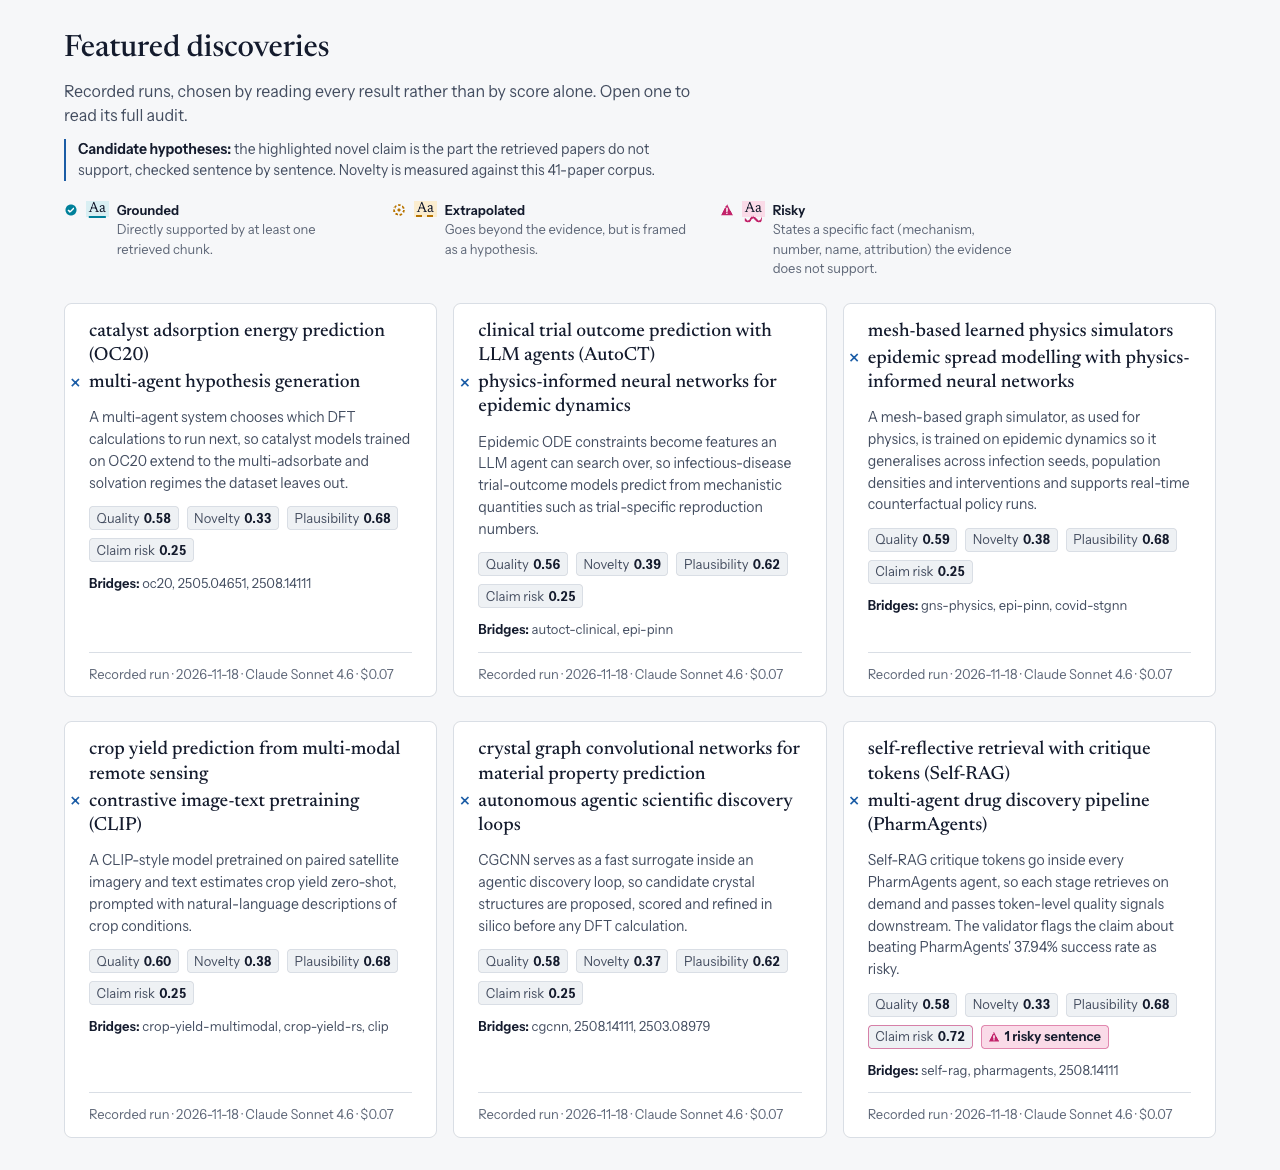 Featured discoveries
Recorded runs, chosen by reading every result rather than by score alone. Open one to
read its full audit.
Candidate hypotheses: the highlighted novel claim is the part the retrieved papers do not
support, checked sentence by sentence. Novelty is measured against this 41-paper corpus.
Aa Grounded
Directly supported by at least one
retrieved chunk.
Aa Extrapolated
Goes beyond the evidence, but is framed
as a hypothesis.
Aa Risky
States a specific fact (mechanism,
number, name, attribution) the evidence
does not support.
catalyst adsorption energy prediction
(OC20)
× multi-agent hypothesis generation
A multi-agent system chooses which DFT
calculations to run next, so catalyst models trained
on OC20 extend to the multi-adsorbate and
solvation regimes the dataset leaves out.
Quality 0.58 Novelty 0.33 Plausibility 0.68
Claim risk 0.25
Bridges: oc20, 2505.04651, 2508.14111
Recorded run · 2026-11-18 · Claude Sonnet 4.6 · $0.07
clinical trial outcome prediction with
LLM agents (AutoCT)
× physics-informed neural networks for
epidemic dynamics
Epidemic ODE constraints become features an
LLM agent can search over, so infectious-disease
trial-outcome models predict from mechanistic
quantities such as trial-specific reproduction
numbers.
Quality 0.56 Novelty 0.39 Plausibility 0.62
Claim risk 0.25
Bridges: autoct-clinical, epi-pinn
Recorded run · 2026-11-18 · Claude Sonnet 4.6 · $0.07
mesh-based learned physics simulators
× epidemic spread modelling with physics-
informed neural networks
A mesh-based graph simulator, as used for
physics, is trained on epidemic dynamics so it
generalises across infection seeds, population
densities and interventions and supports real-time
counterfactual policy runs.
Quality 0.59 Novelty 0.38 Plausibility 0.68
Claim risk 0.25
Bridges: gns-physics, epi-pinn, covid-stgnn
Recorded run · 2026-11-18 · Claude Sonnet 4.6 · $0.07
crop yield prediction from multi-modal
remote sensing
× contrastive image-text pretraining
(CLIP)
A CLIP-style model pretrained on paired satellite
imagery and text estimates crop yield zero-shot,
prompted with natural-language descriptions of
crop conditions.
Quality 0.60 Novelty 0.38 Plausibility 0.68
Claim risk 0.25
Bridges: crop-yield-multimodal, crop-yield-rs, clip
Recorded run · 2026-11-18 · Claude Sonnet 4.6 · $0.07
crystal graph convolutional networks for
material property prediction
× autonomous agentic scientific discovery
loops
CGCNN serves as a fast surrogate inside an
agentic discovery loop, so candidate crystal
structures are proposed, scored and refined in
silico before any DFT calculation.
Quality 0.58 Novelty 0.37 Plausibility 0.62
Claim risk 0.25
Bridges: cgcnn, 2508.14111, 2503.08979
Recorded run · 2026-11-18 · Claude Sonnet 4.6 · $0.07
self-reflective retrieval with critique
tokens (Self-RAG)
× multi-agent drug discovery pipeline
(PharmAgents)
Self-RAG critique tokens go inside every
PharmAgents agent, so each stage retrieves on
demand and passes token-level quality signals
downstream. The validator flags the claim about
beating PharmAgents' 37.94% success rate as
risky.
Quality 0.58 Novelty 0.33 Plausibility 0.68
Claim risk 0.72 1 risky sentence
Bridges: self-rag, pharmagents, 2508.14111
Recorded run · 2026-11-18 · Claude Sonnet 4.6 · $0.07